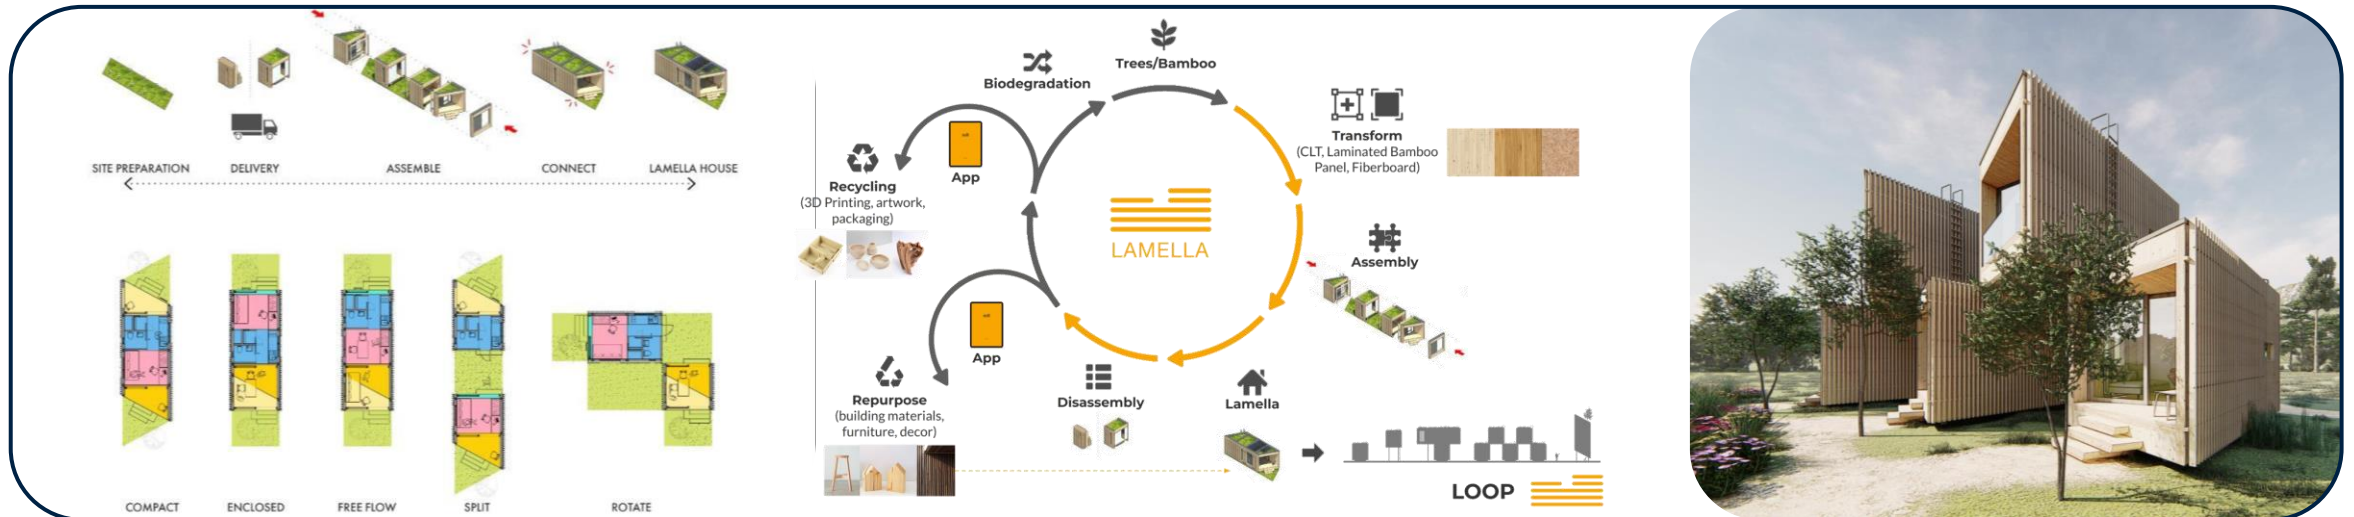 SITE PREPARATION
DELIVERY
ASSEMBLE
CONNECT
LAMELLA HOUSE
COMPACT
ENCLOSED
FREE FLOW
SPLIT
ROTATE
Trees/Bamboo
Biodegradation
Transform
(CLT, Laminated Bamboo
Panel, Fiberboard)
App
Recycling
(3D Printing, artwork,
packaging)
LAMELLA
Assembly
App
Repurpose
(building materials,
furniture, decor)
Disassembly
Lamella
LOOP